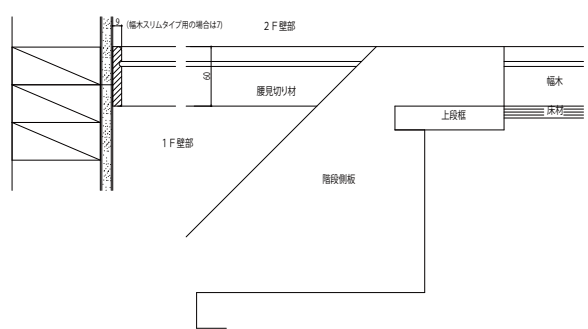 9 (幅木スリムタイプ用の場合は7)
2F壁部
60
腰見切り材
幅木
床材
上段框
1F壁部
階段側板